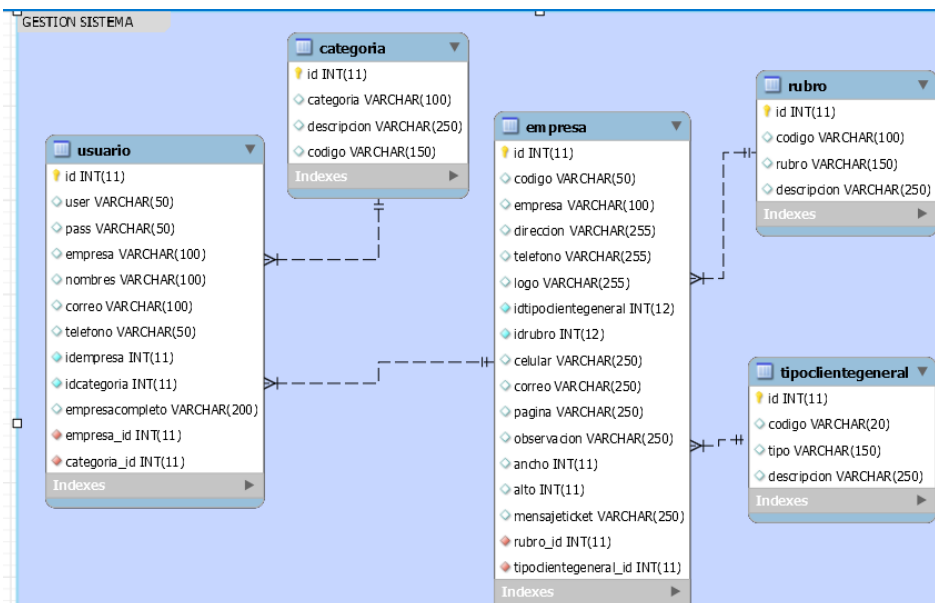 GESTION SISTEMA
categoria
id INT(11)
categoria VARCHAR(100)
descripcion VARCHAR(250)
codigo VARCHAR(150)
Indexes
usuario
id INT(11)
user VARCHAR(50)
pass VARCHAR(50)
empresa VARCHAR(100)
nombres VARCHAR(100)
correo VARCHAR(100)
telefono VARCHAR(50)
idempresa INT(11)
idcategoria INT(11)
empresacompleto VARCHAR(200)
empresa_id INT(11)
categoria_id INT(11)
Indexes
empresa
id INT(11)
codigo VARCHAR(50)
empresa VARCHAR(100)
direccion VARCHAR(255)
telefono VARCHAR(255)
logo VARCHAR(255)
idtipoclientegeneral INT(12)
idrubro INT(12)
celular VARCHAR(250)
correo VARCHAR(250)
pagina VARCHAR(250)
observacion VARCHAR(250)
ancho INT(11)
alto INT(11)
mensajeticket VARCHAR(250)
rubro_id INT(11)
tipoclientegeneral_id INT(11)
Indexes
rubro
id INT(11)
codigo VARCHAR(100)
rubro VARCHAR(150)
descripcion VARCHAR(250)
Indexes
tipoclientegeneral
id INT(11)
codigo VARCHAR(20)
tipo VARCHAR(150)
descripcion VARCHAR(250)
Indexes